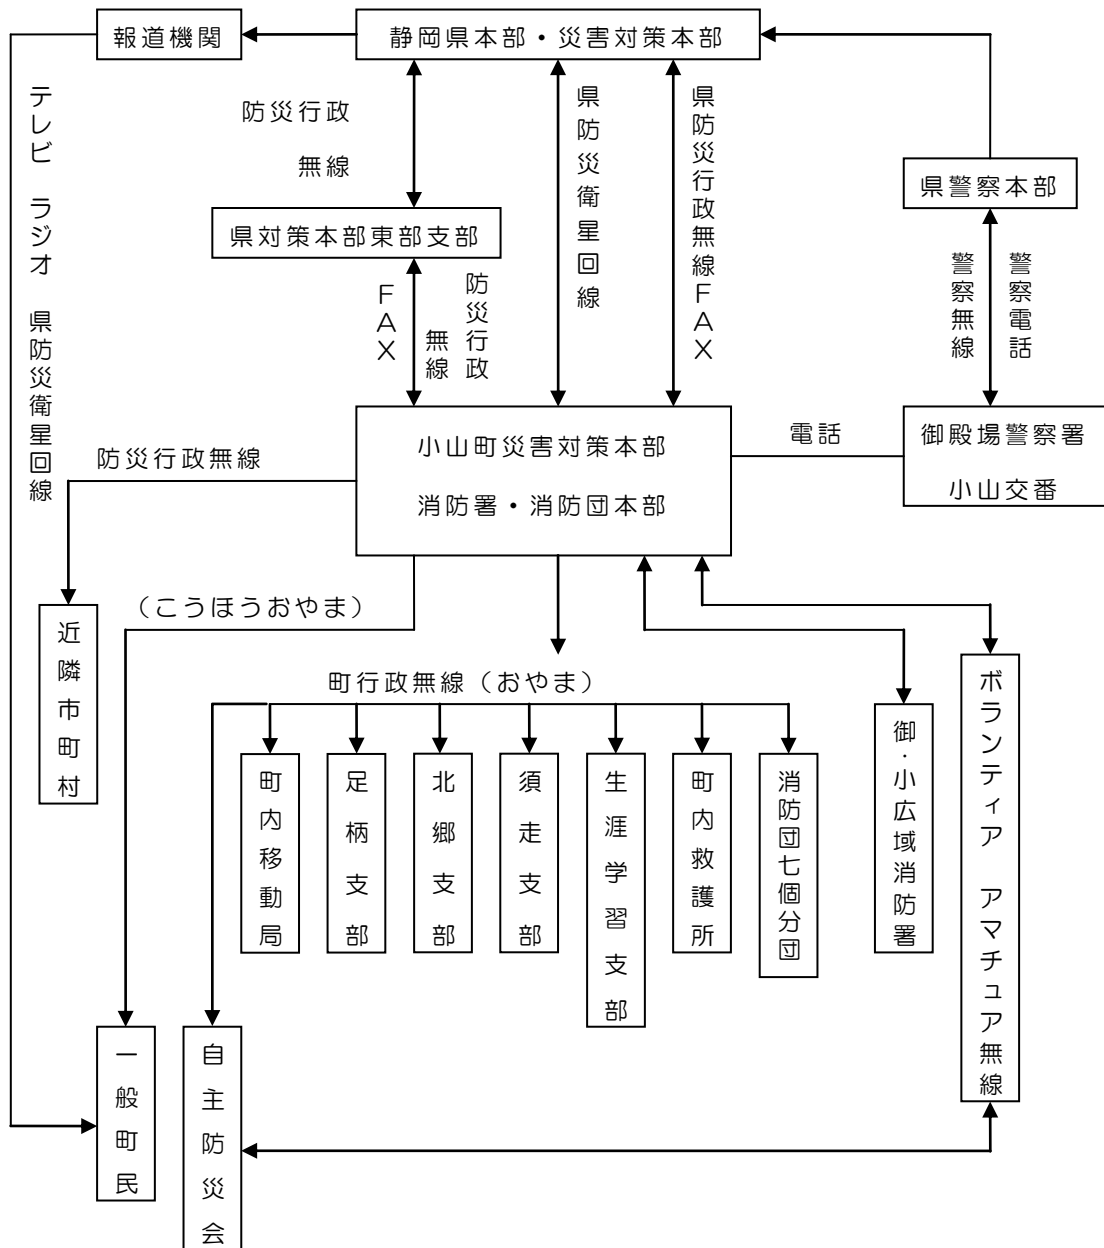 報道機関
静岡県本部・災害対策本部
テレビ ラジオ 県防災衛星回線
防災行政
無線
県防災衛星回線
県防災行政無線FAX
県警察本部
県対策本部東部支部
FAX
防災行政
無線
警察無線
警察電話
小山町災害対策本部
消防署・消防団本部
電話
御殿場警察署
小山交番
防災行政無線
(こうほうおやま)
近隣市町村
町行政無線(おやま)
町内移動局
足柄支部
北郷支部
須走支部
生涯学習支部
町内救護所
消防団七個分団
御・小広域消防署
ボランティア アマチュア無線
一般町民
自主防災会